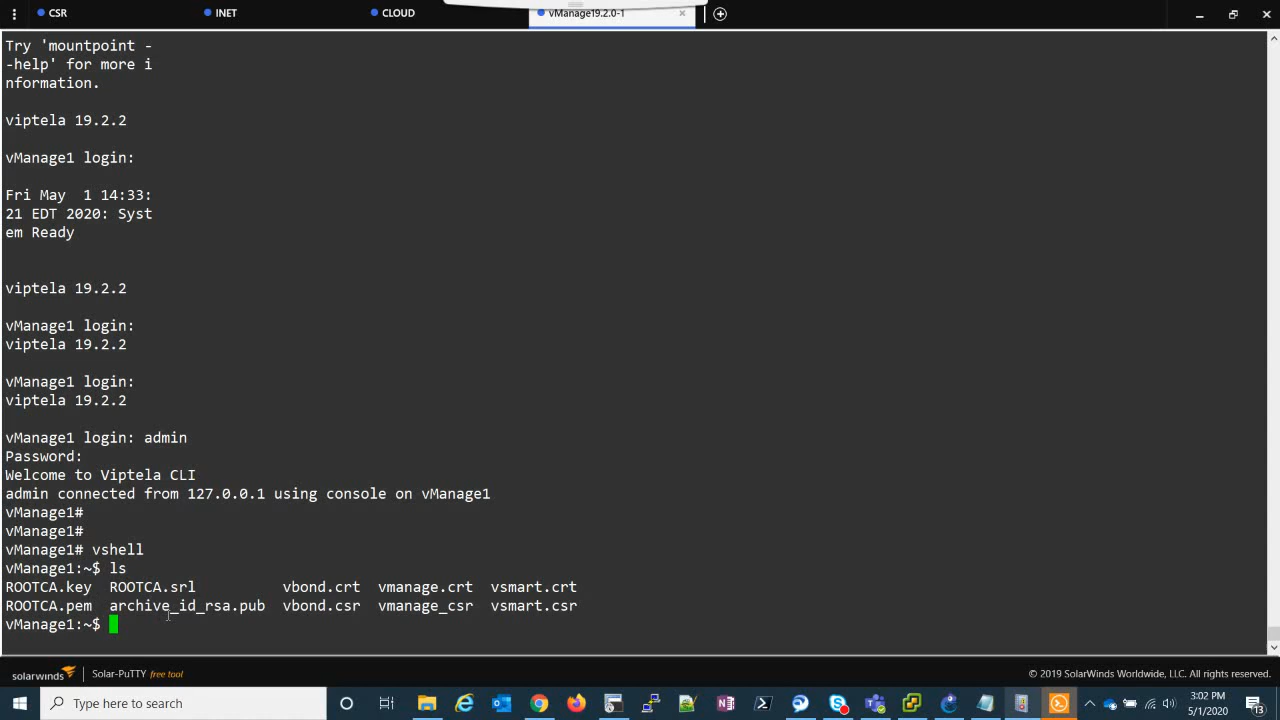 CSR INET CLOUD vManage19.2.0-1
Try 'mountpoint -
-help' for more i
nformation.
viptela 19.2.2
vManage1 login:
Fri May  1 14:33:
21 EDT 2020: Syst
em Ready
viptela 19.2.2
vManage1 login:
viptela 19.2.2
vManage1 login:
viptela 19.2.2
vManage1 login: admin
Password:
Welcome to Viptela CLI
admin connected from 127.0.0.1 using console on vManage1
vManage1#
vManage1#
vManage1# vshell
vManage1:~$ ls
ROOTCA.key  ROOTCA.srl          vbond.crt  vmanage.crt  vsmart.crt
ROOTCA.pem  archive_id_rsa.pub  vbond.csr  vmanage_csr  vsmart.csr
vManage1:~$
solarwinds Solar-PuTTY free tool © 2019 SolarWinds Worldwide, LLC. All rights reserved.
Type here to search
3:02 PM
5/1/2020